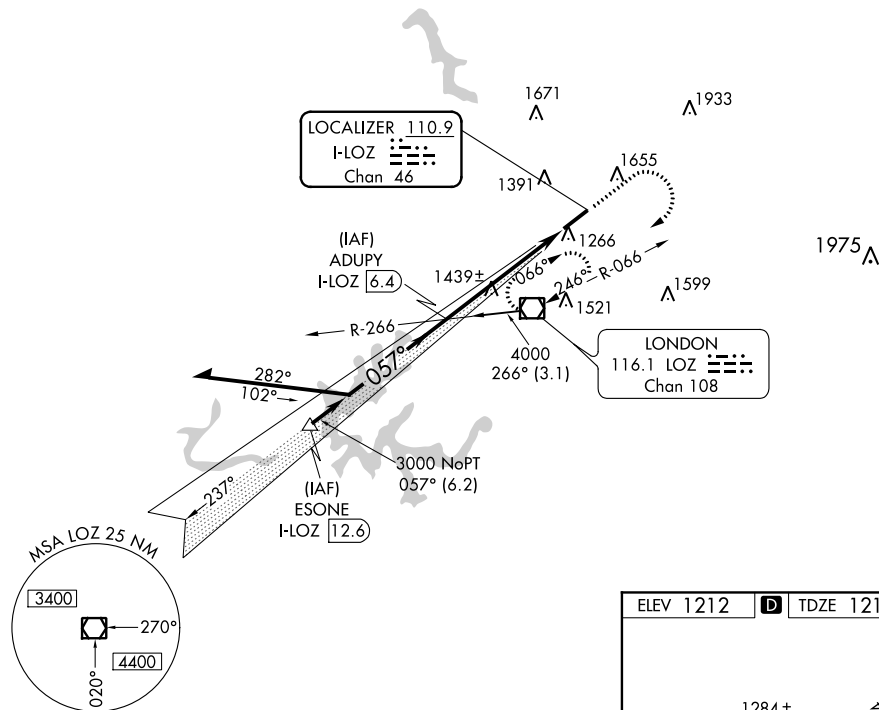 1671
1933
LOCALIZER 110.9
I-LOZ
Chan 46
1391
1655
(IAF)
ADUPY
I-LOZ 6.4
1439±
1266
1975
066°
246°
R-066
1599
R-266
1521
4000
266° (3.1)
LONDON
116.1 LOZ
Chan 108
282°
102°
057°
3000 NoPT
057° (6.2)
237°
(IAF)
ESONE
I-LOZ 12.6
MSA LOZ 25 NM
3400
270°
4400
020°
ELEV 1212 D TDZE 121
1284±